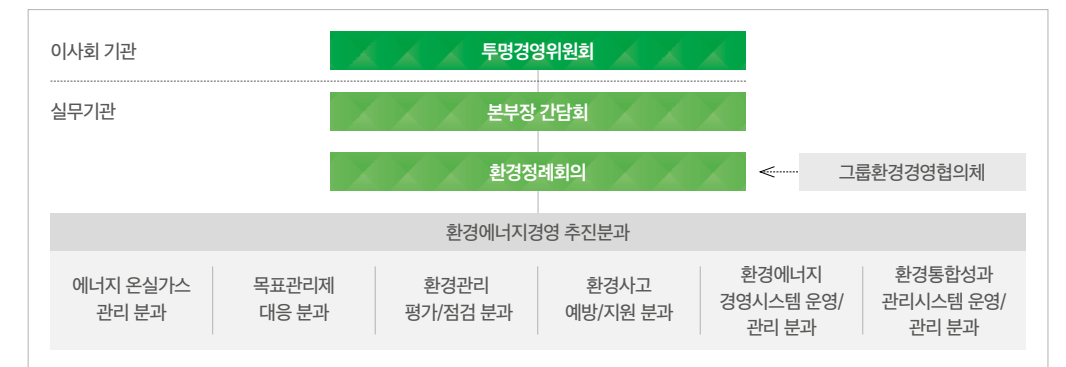 이사회 기관
투명경영위원회
실무기관
본부장 간담회
환경정례회의
그룹환경경영협의체
환경에너지경영 추진분과
에너지 온실가스
관리 분과
목표관리제
대응 분과
환경관리
평가/점검 분과
환경사고
예방/지원 분과
환경에너지
경영시스템 운영/
관리 분과
환경통합성과
관리시스템 운영/
관리 분과